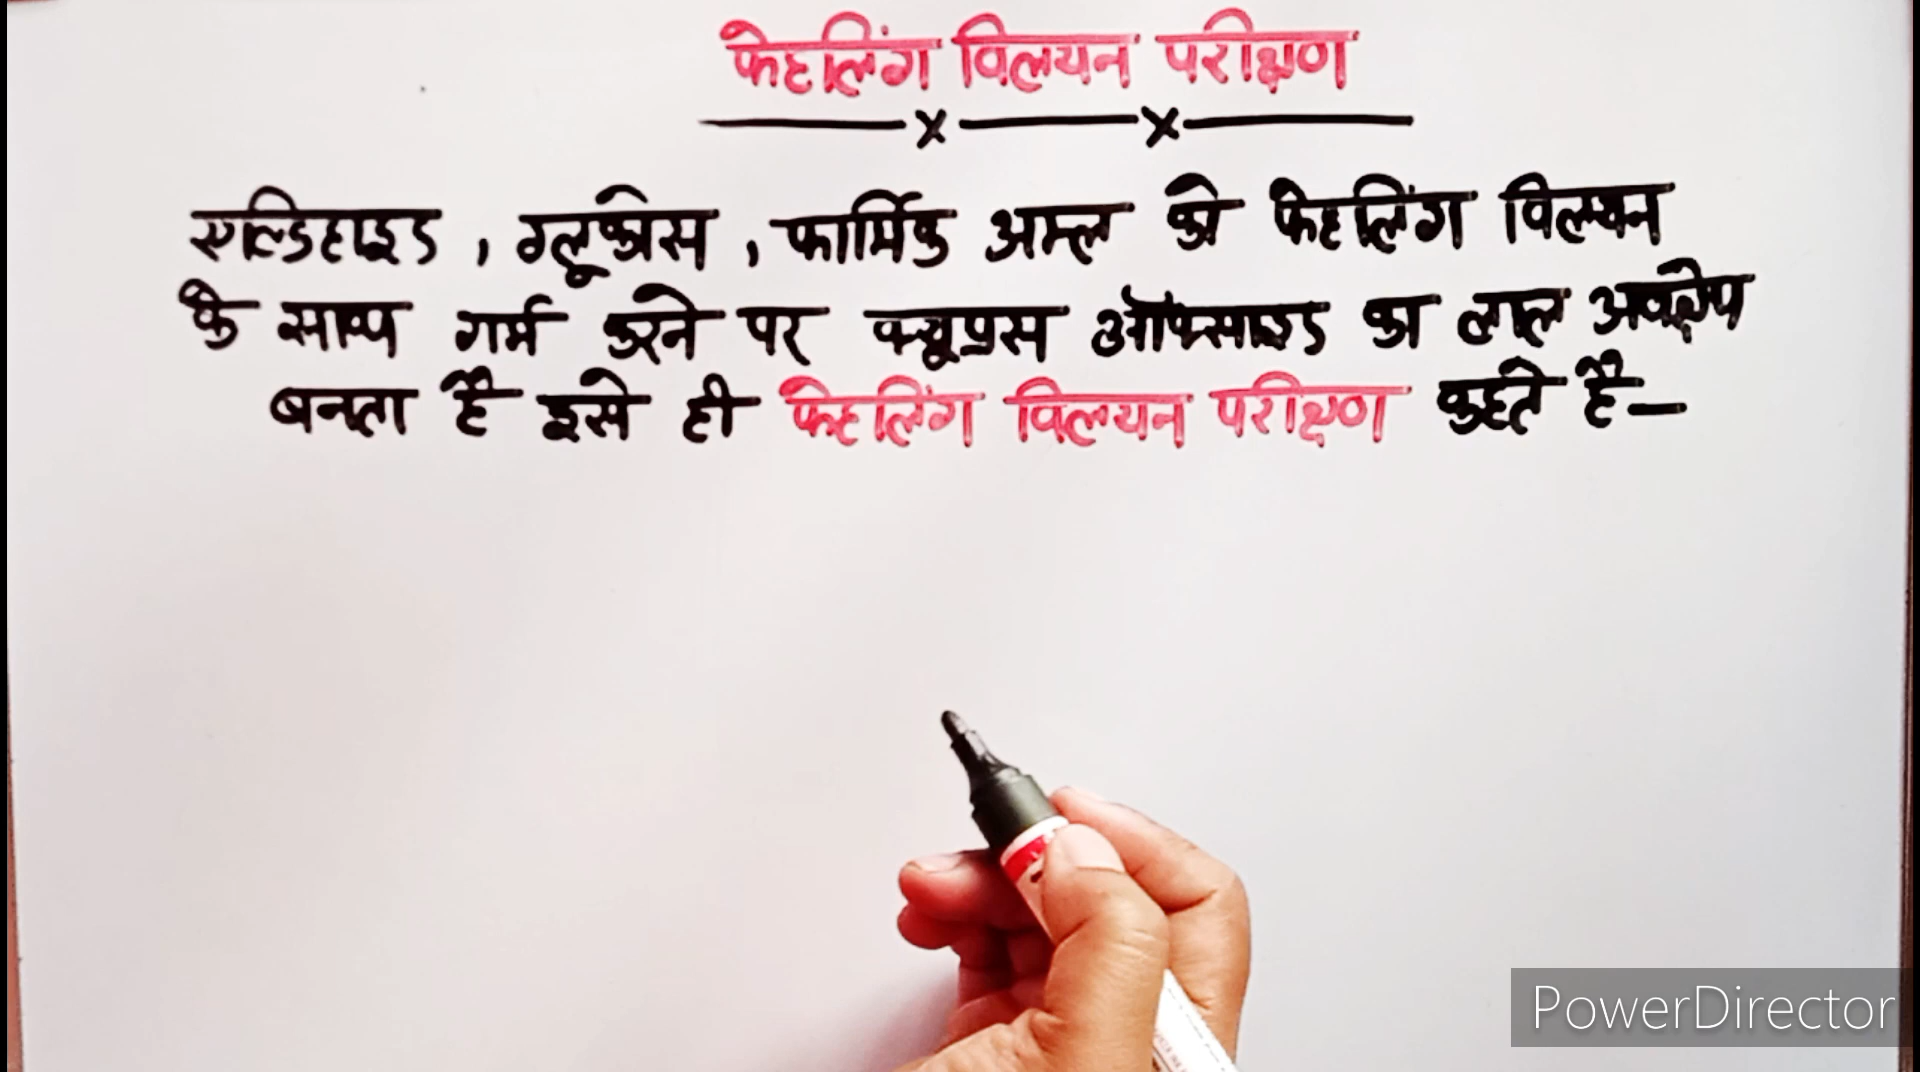 फेहलिंग विलयन परीक्षण
एल्डिहाइड, ग्लूकोस, फार्मिक अम्ल को फेहलिंग विलयन
के साथ गर्म करने पर क्यूप्रस ऑक्साइड का लाल अवक्षेप
बनता है इसे ही फेहलिंग विलयन परीक्षण कहते है-
PowerDirector